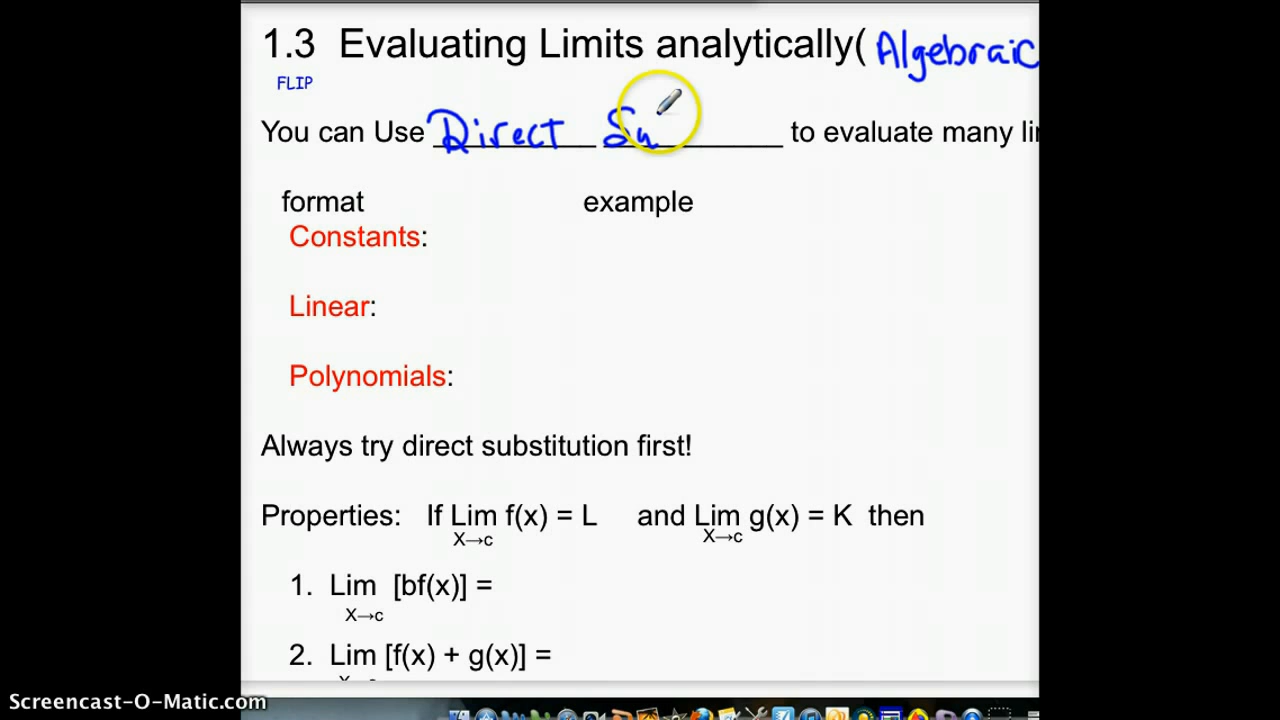 1.3 Evaluating Limits analytically( Algebraic
FLIP
You can Use Direct Su to evaluate many
format example
Constants:
Linear:
Polynomials:
Always try direct substitution first!
Properties: If Lim f(x) = L and Lim g(x) = K then
X→c X→c
1. Lim [bf(x)] =
X→c
2. Lim [f(x) + g(x)] =
Screencast-O-Matic.com